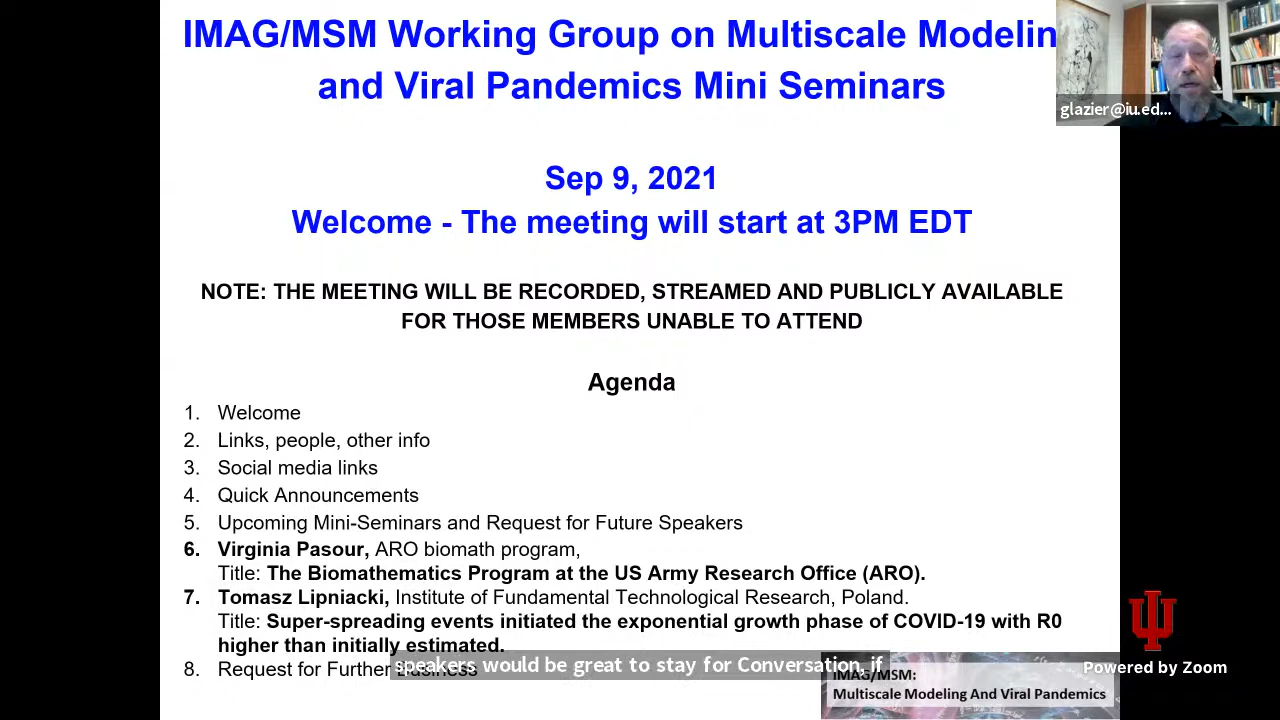 IMAG/MSM Working Group on Multiscale Modelin
and Viral Pandemics Mini Seminars
glazier@iu.ed...
Sep 9, 2021
Welcome - The meeting will start at 3PM EDT
NOTE: THE MEETING WILL BE RECORDED, STREAMED AND PUBLICLY AVAILABLE
FOR THOSE MEMBERS UNABLE TO ATTEND
Agenda
1. Welcome
2. Links, people, other info
3. Social media links
4. Quick Announcements
5. Upcoming Mini-Seminars and Request for Future Speakers
6. Virginia Pasour, ARO biomath program,
Title: The Biomathematics Program at the US Army Research Office (ARO).
7. Tomasz Lipniacki, Institute of Fundamental Technological Research, Poland.
Title: Super-spreading events initiated the exponential growth phase of COVID-19 with R0
higher than initially estimated.
8. Request for Further Business
speakers would be great to stay for Conversation, if
IMAG/MSM:
Multiscale Modeling And Viral Pandemics
Powered by Zoom